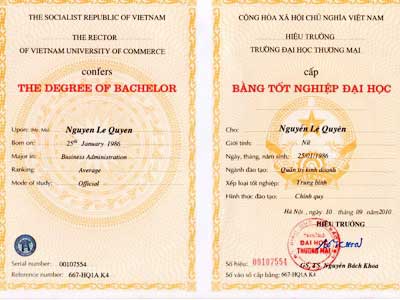 THE SOCIALIST REPUBLIC OF VIETNAM
THE RECTOR
OF VIETNAM UNIVERSITY OF COMMERCE
confers
THE DEGREE OF BACHELOR
Upon: (Mr, Ms) Nguyen Le Quyen
Born on: 25th January 1986
Major in: Business Administration
Ranking: Average
Mode of study: Official
Serial number: 00107554
Reference number: 667-HQ1A K4
CỘNG HÒA XÃ HỘI CHỦ NGHĨA VIỆT NAM
HIỆU TRƯỞNG
TRƯỜNG ĐẠI HỌC THƯƠNG MẠI
cấp
BẰNG TỐT NGHIỆP ĐẠI HỌC
Cho: Nguyễn Lệ Quyên
Giới tính: Nữ
Ngày, tháng, năm sinh: 25/01/1986
Ngành đào tạo: Quản trị kinh doanh
Xếp loại tốt nghiệp: Trung bình
Hình thức đào tạo: Chính quy
Hà Nội, ngày 10 tháng 09 năm 2010
ĐẠI HỌC
THƯƠNG MẠI
Số hiệu: 00107554
GS,TS Nguyễn Bách Khoa
Số vào sổ cấp bằng: 667-HQ1A K4